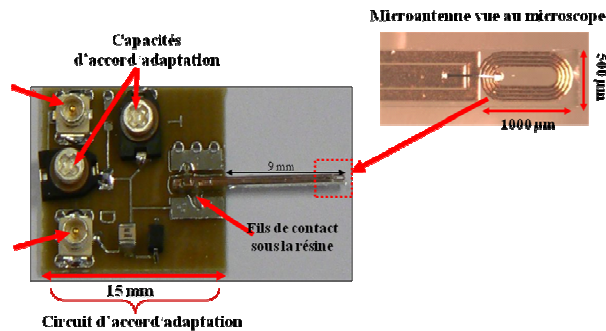 Microantenne vue au microscope
Capacités
d'accord adaptation
500 µm
1000 µm
9 mm
Fils de contact
sous la résine
15 mm
Circuit d'accord adaptation